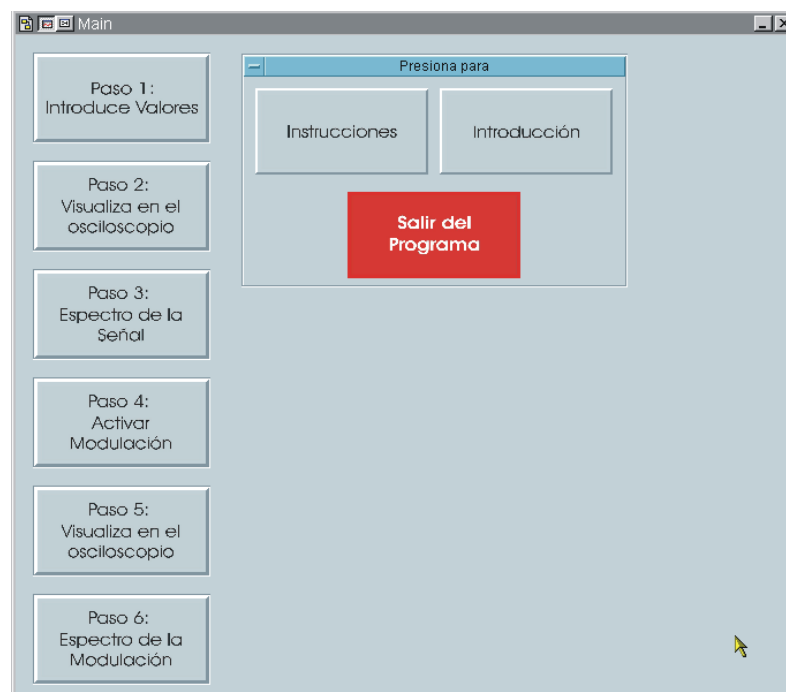 Main
Paso 1:
Introduce Valores
Paso 2:
Visualiza en el
osciloscopio
Paso 3:
Espectro de la
Señal
Paso 4:
Activar
Modulación
Paso 5:
Visualiza en el
osciloscopio
Paso 6:
Espectro de la
Modulación
Presiona para
Instrucciones
Introducción
Salir del
Programa